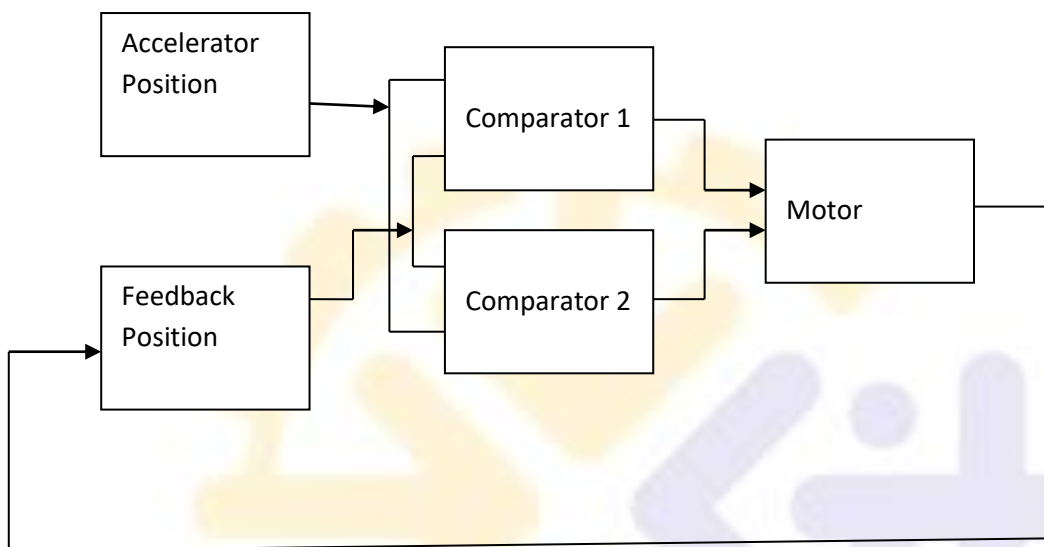 Accelerator
Position
Comparator 1
Motor
Feedback
Position
Comparator 2